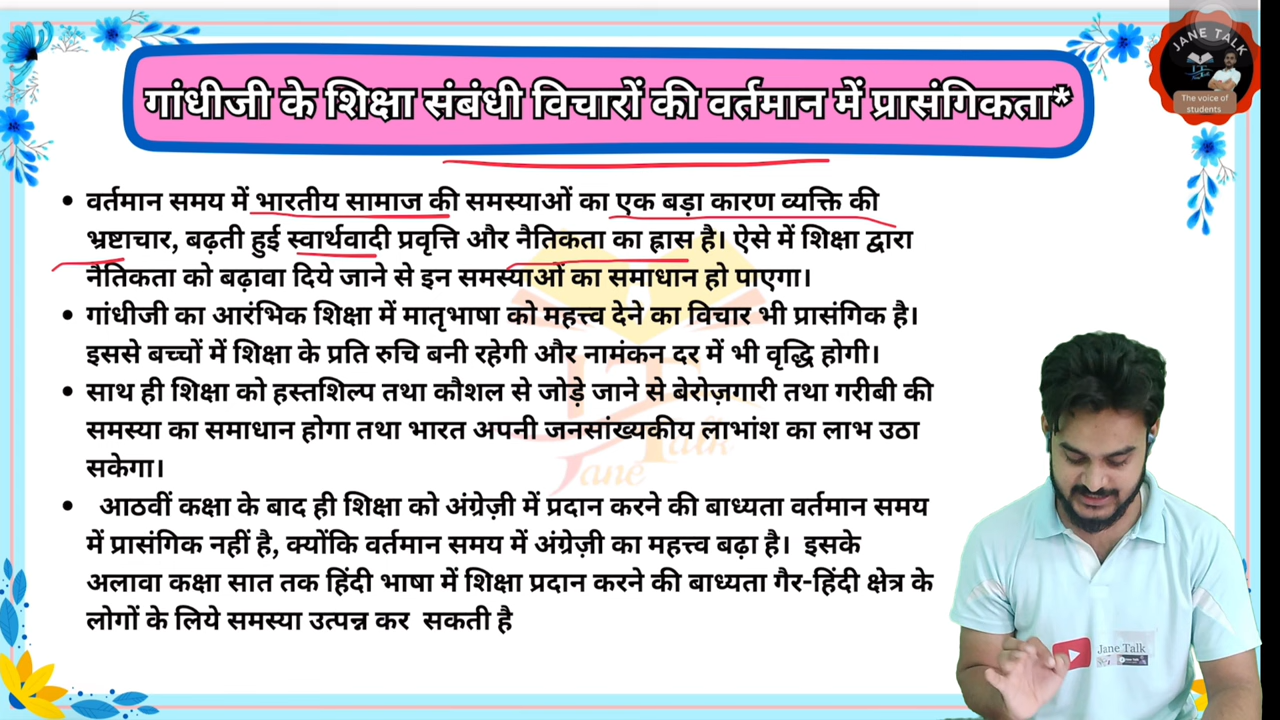 गांधीजी के शिक्षा संबंधी विचारों की वर्तमान में प्रासंगिकता*
JANE TALK
The voice of
students
• वर्तमान समय में भारतीय सामाज की समस्याओं का एक बड़ा कारण व्यक्ति की
भ्रष्टाचार, बढ़ती हुई स्वार्थवादी प्रवृत्ति और नैतिकता का ह्रास है। ऐसे में शिक्षा द्वारा
नैतिकता को बढ़ावा दिये जाने से इन समस्याओं का समाधान हो पाएगा।
• गांधीजी का आरंभिक शिक्षा में मातृभाषा को महत्त्व देने का विचार भी प्रासंगिक है।
इससे बच्चों में शिक्षा के प्रति रुचि बनी रहेगी और नामंकन दर में भी वृद्धि होगी।
• साथ ही शिक्षा को हस्तशिल्प तथा कौशल से जोड़े जाने से बेरोज़गारी तथा गरीबी की
समस्या का समाधान होगा तथा भारत अपनी जनसांख्यकीय लाभांश का लाभ उठा
सकेगा।
• आठवीं कक्षा के बाद ही शिक्षा को अंग्रेज़ी में प्रदान करने की बाध्यता वर्तमान समय
में प्रासंगिक नहीं है, क्योंकि वर्तमान समय में अंग्रेज़ी का महत्त्व बढ़ा है। इसके
अलावा कक्षा सात तक हिंदी भाषा में शिक्षा प्रदान करने की बाध्यता गैर-हिंदी क्षेत्र के
लोगों के लिये समस्या उत्पन्न कर सकती है
Jane Talk
Jane Talk